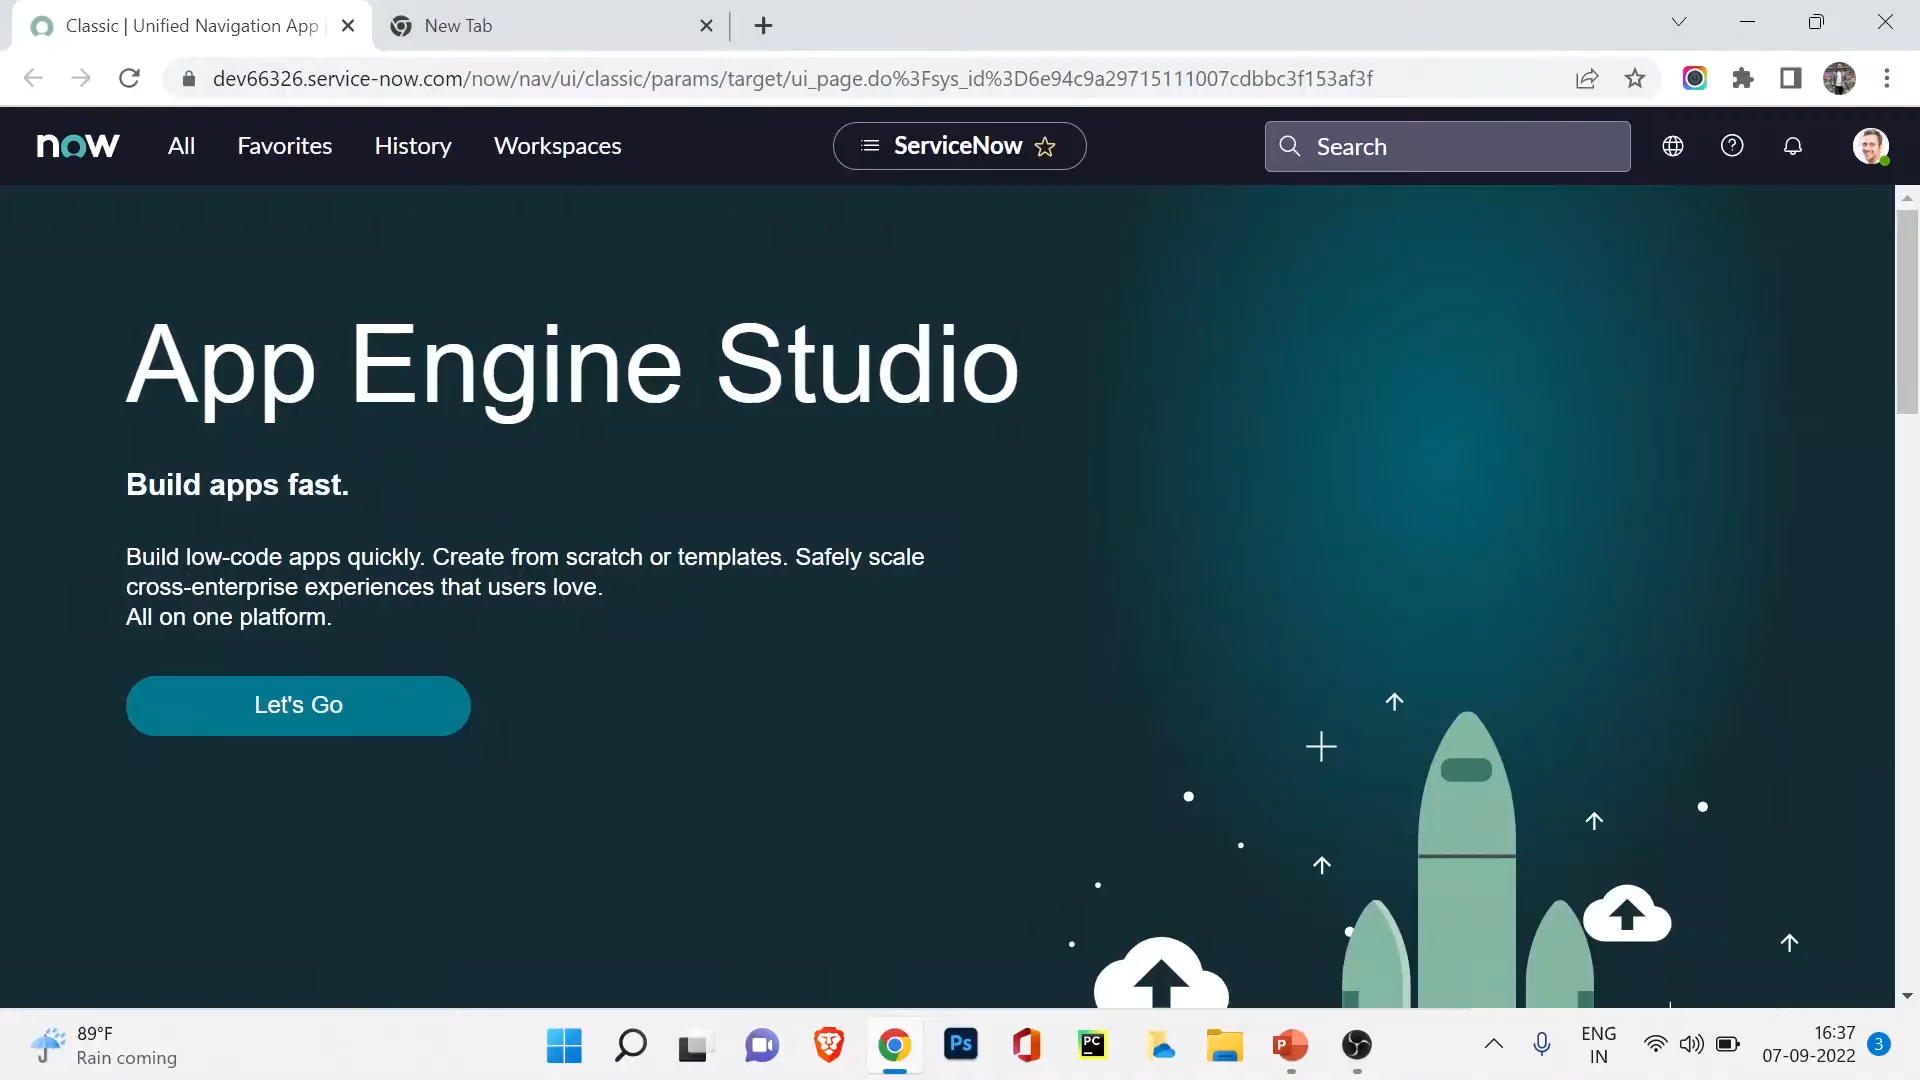 Classic | Unified Navigation App
New Tab
dev66326.service-now.com/now/nav/ui/classic/params/target/ui_page.do%3Fsys_id%3D6e94c9a29715111007cdbbc3f153af3f
now
All
Favorites
History
Workspaces
ServiceNow
Search
App Engine Studio
Build apps fast.
Build low-code apps quickly. Create from scratch or templates. Safely scale
cross-enterprise experiences that users love.
All on one platform.
Let's Go
89°F
Rain coming
Ps
PC
P
ENG
IN
16:37
07-09-2022
3